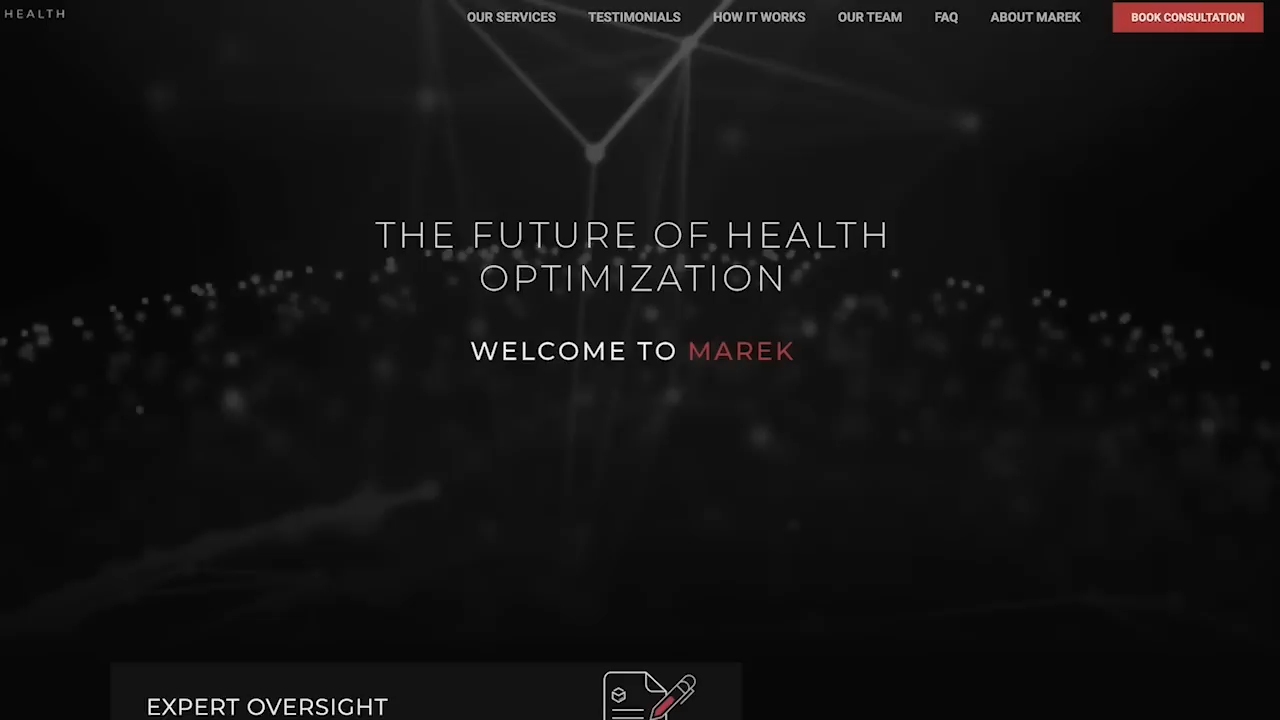 HEALTH
OUR SERVICES TESTIMONIALS HOW IT WORKS OUR TEAM FAQ ABOUT MAREK BOOK CONSULTATION
THE FUTURE OF HEALTH
OPTIMIZATION
WELCOME TO MAREK
EXPERT OVERSIGHT